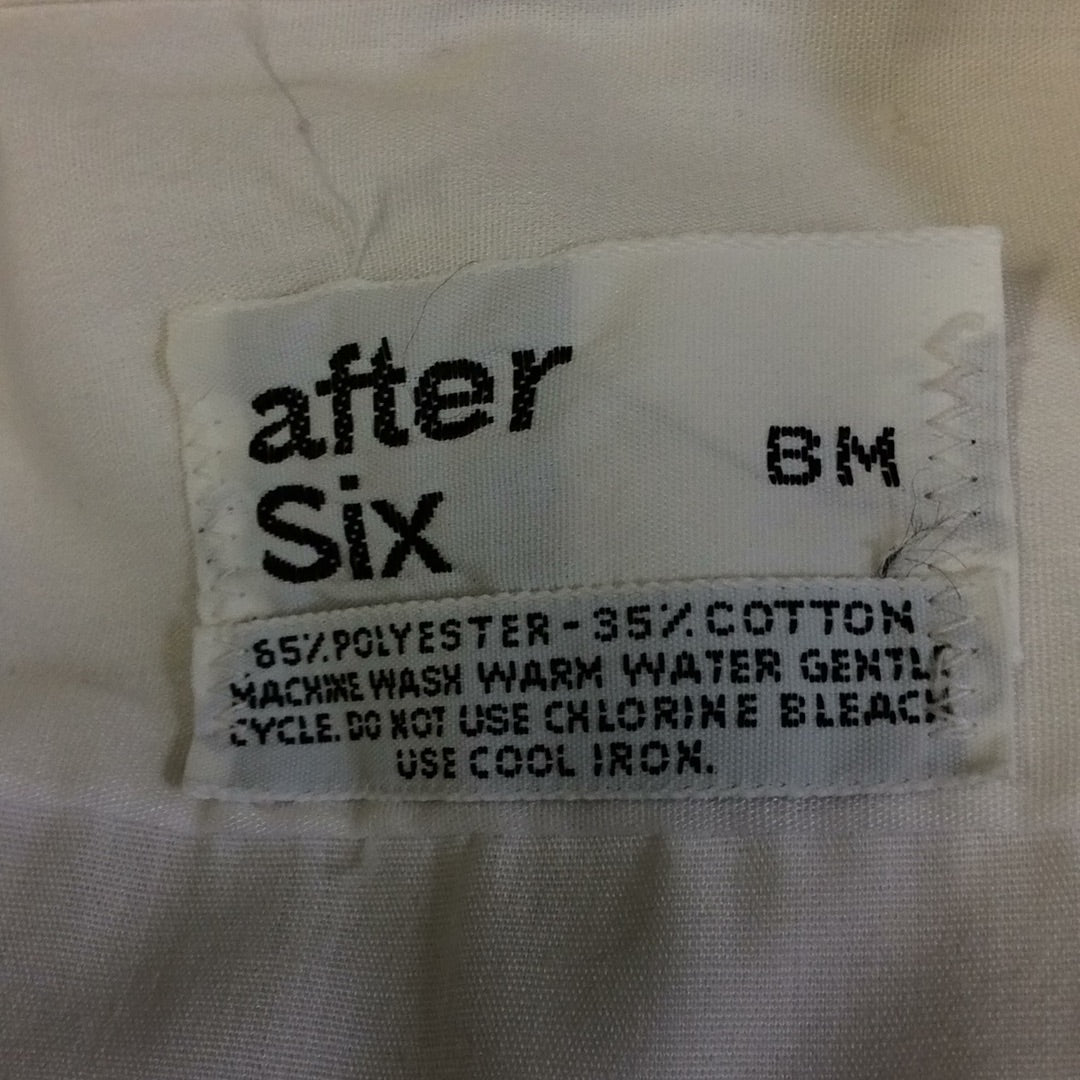 after
Six
BM
65% POLYESTER - 35% COTTON
MACHINE WASH WARM WATER GENTLE
CYCLE. DO NOT USE CHLORINE BLEACH
USE COOL IRON.